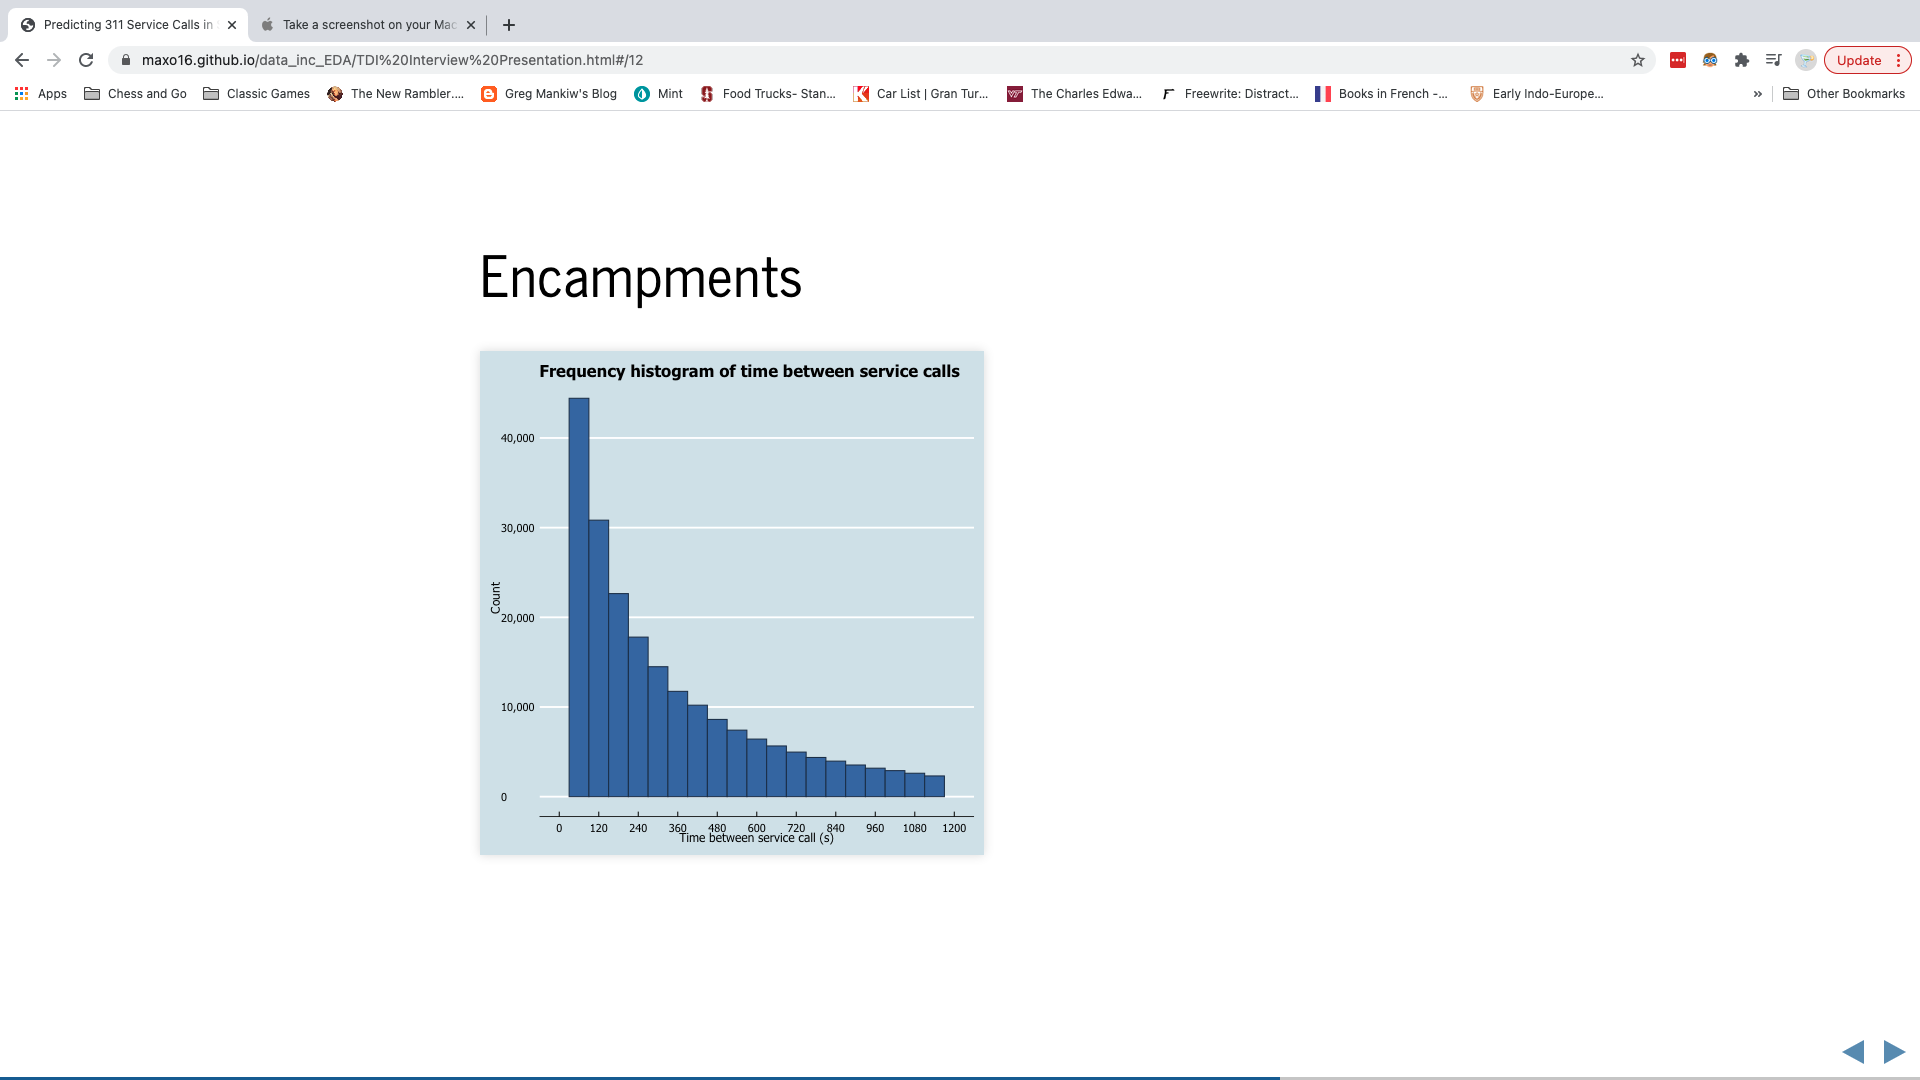 Predicting 311 Service Calls in
Take a screenshot on your Mac
maxo16.github.io/data_inc_EDA/TDI%20Interview%20Presentation.html#/12
Update
Apps
Chess and Go
Classic Games
The New Rambler....
Greg Mankiw's Blog
Mint
Food Trucks- Stan...
Car List | Gran Tur...
The Charles Edwa...
Freewrite: Distract...
Books in French -...
Early Indo-Europe...
»
Other Bookmarks
Encampments
Frequency histogram of time between service calls
40,000
30,000
20,000
10,000
0
Count
0 120 240 360 480 600 720 840 960 1080 1200
Time between service call (s)